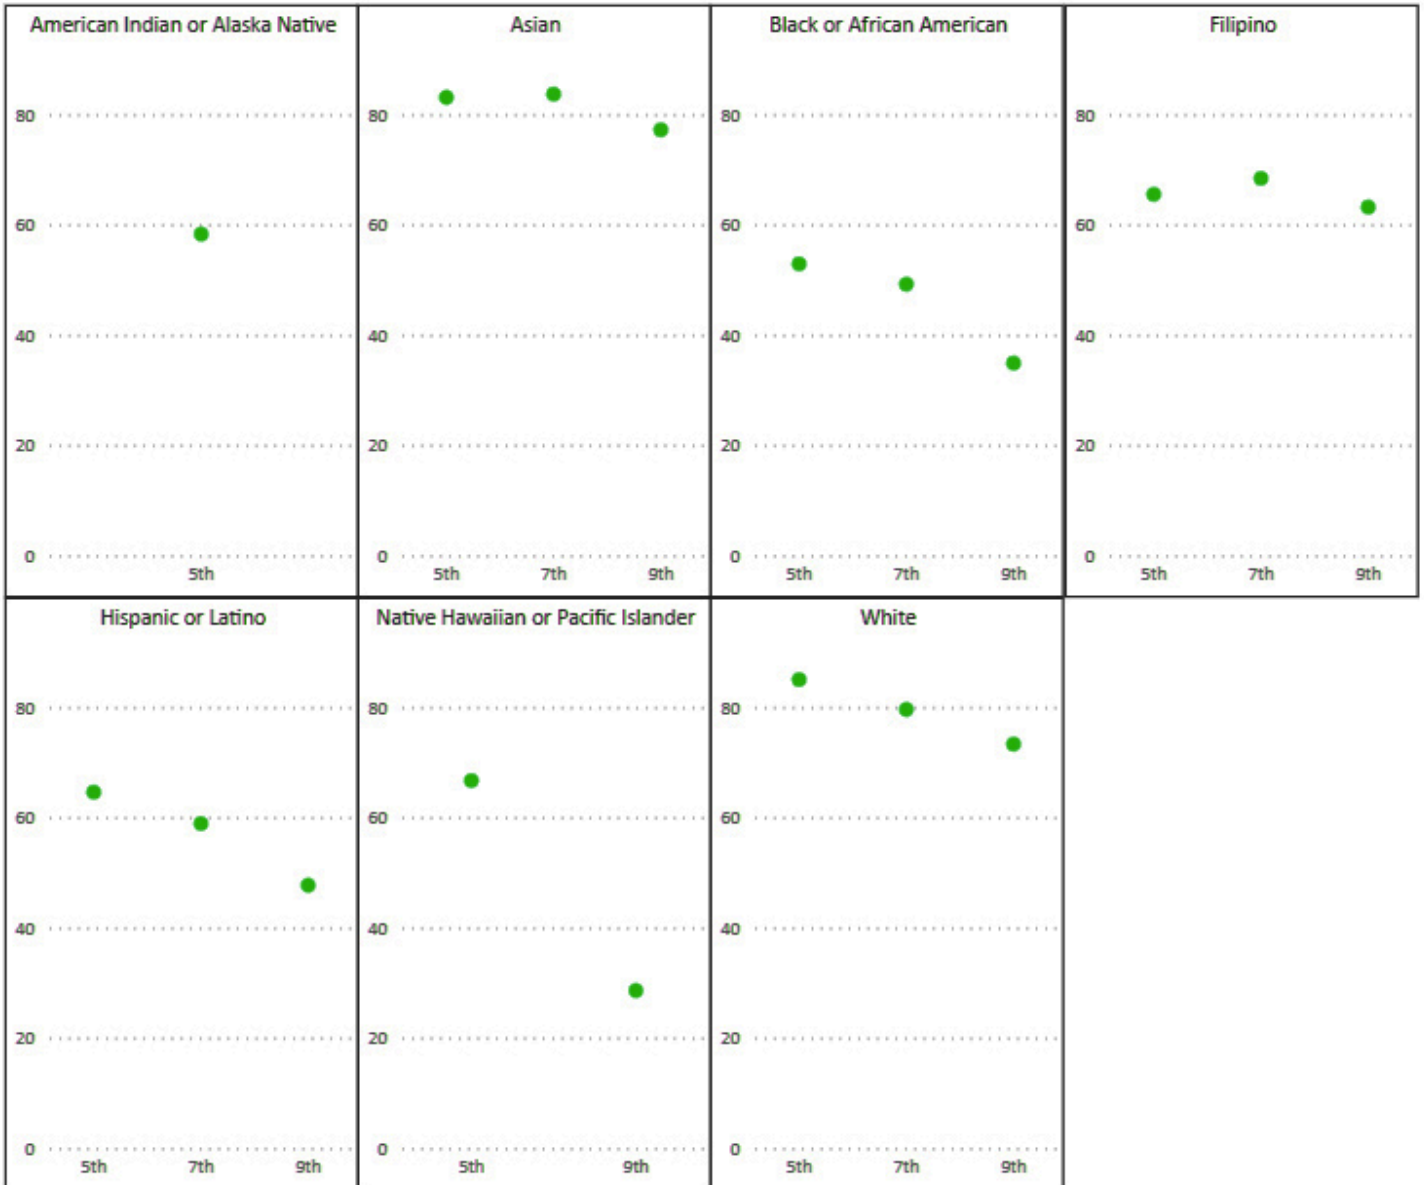 American Indian or Alaska Native
80
60
40
20
0
5th
Asian
80
60
40
20
0
5th 7th 9th
Black or African American
80
60
40
20
0
5th 7th 9th
Filipino
80
60
40
20
0
5th 7th 9th
Hispanic or Latino
80
60
40
20
0
5th 7th 9th
Native Hawaiian or Pacific Islander
80
60
40
20
0
5th 9th
White
80
60
40
20
0
5th 7th 9th